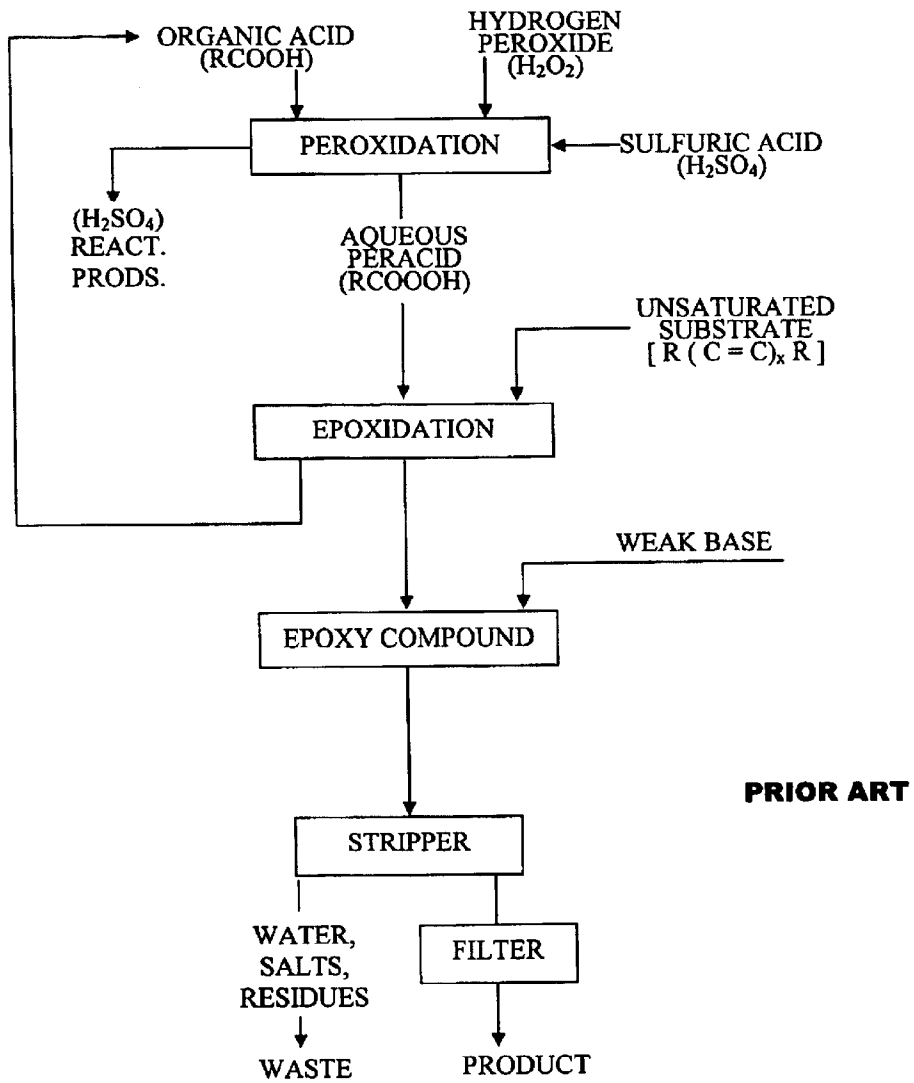 ORGANIC ACID
(RCOOH)
HYDROGEN
PEROXIDE
(H₂O₂)
PEROXIDATION
SULFURIC ACID
(H₂SO₄)
(H₂SO₄)
REACT.
PRODS.
AQUEOUS
PERACID
(RCOOOH)
UNSATURATED
SUBSTRATE
[ R ( C = C)ₓ R ]
EPOXIDATION
WEAK BASE
EPOXY COMPOUND
PRIOR ART
STRIPPER
WATER,
SALTS,
RESIDUES
FILTER
WASTE
PRODUCT